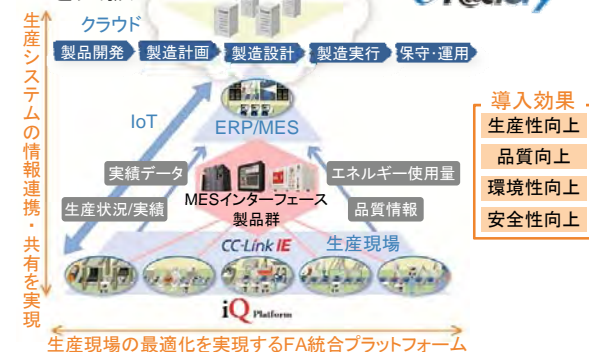 クラウド
製品開発
製造計画
製造設計
製造実行
保守・運用
IoT
ERP/MES
実績データ
エネルギー使用量
生産状況/実績
MESインターフェース
製品群
品質情報
CC-Link IE
生産現場
iQ Platform
生産システムの情報連携・共有を実現
生産現場の最適化を実現するFA統合プラットフォーム
導入効果
生産性向上
品質向上
環境性向上
安全性向上